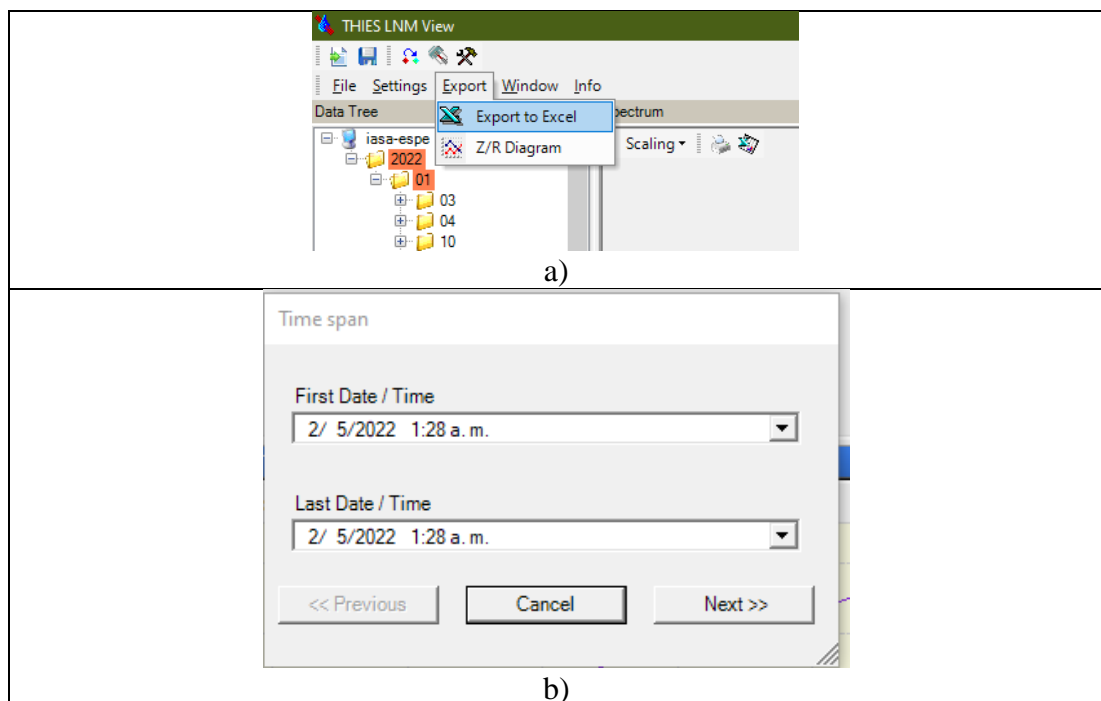 THIES LNM View
File Settings Export Window Info
Data Tree
Export to Excel
Z/R Diagram
pectrum
Scaling
iasa-espe
2022
01
03
04
10
a)
Time span
First Date / Time
2/ 5/2022 1:28 a. m.
Last Date / Time
2/ 5/2022 1:28 a. m.
<< Previous Cancel Next >>
b)